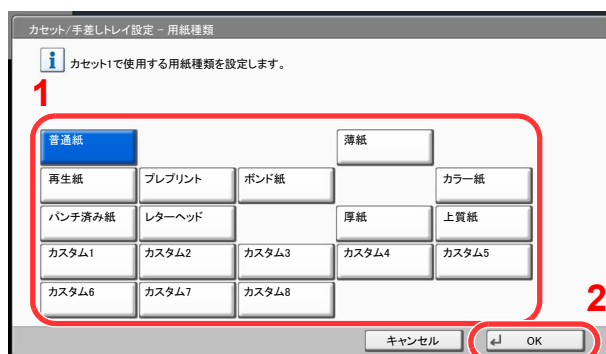 カセット/手差しトレイ設定 - 用紙種類
i カセット1で使用する用紙種類を設定します。
1
普通紙 薄紙
再生紙 プレプリント ボンド紙 カラー紙
パンチ済み紙 レターヘッド 厚紙 上質紙
カスタム1 カスタム2 カスタム3 カスタム4 カスタム5
カスタム6 カスタム7 カスタム8
2
キャンセル OK